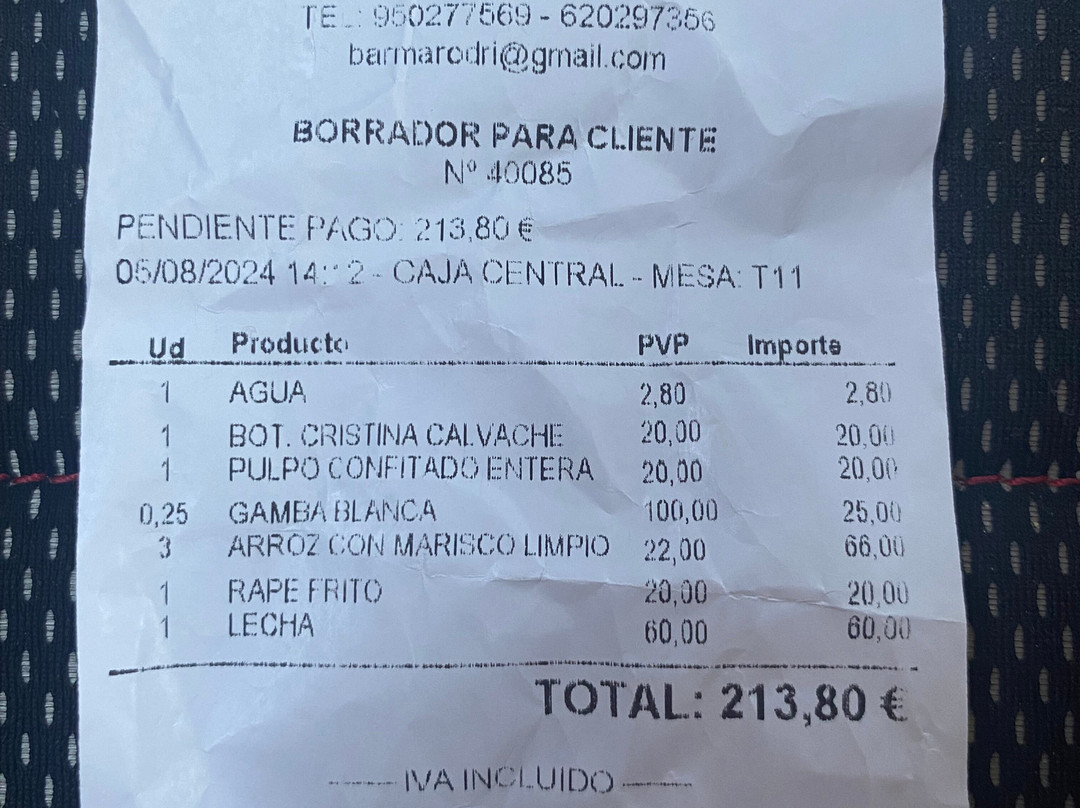 TEL: 950277569 - 620297356
barmarodri@gmail.com
BORRADOR PARA CLIENTE
Nº 40085
PENDIENTE PAGO: 213,80 €
/08/2024 - CAJA CENTRAL - MESA: T11
Ud Producto PVP Importe
1 AGUA 2,80 2,80
1 BOT. CRISTINA CALVACHE 20,00 20,00
1 PULPO CONFITADO ENTERA 20,00 20,00
0,25 GAMBA BLANCA 100,00 25,00
3 ARROZ CON MARISCO LIMPIO 22,00 66,00
1 RAPE FRITO 20,00 20,00
1 LECHA 60,00 60,00
TOTAL: 213,80 €
IVA INCLUIDO